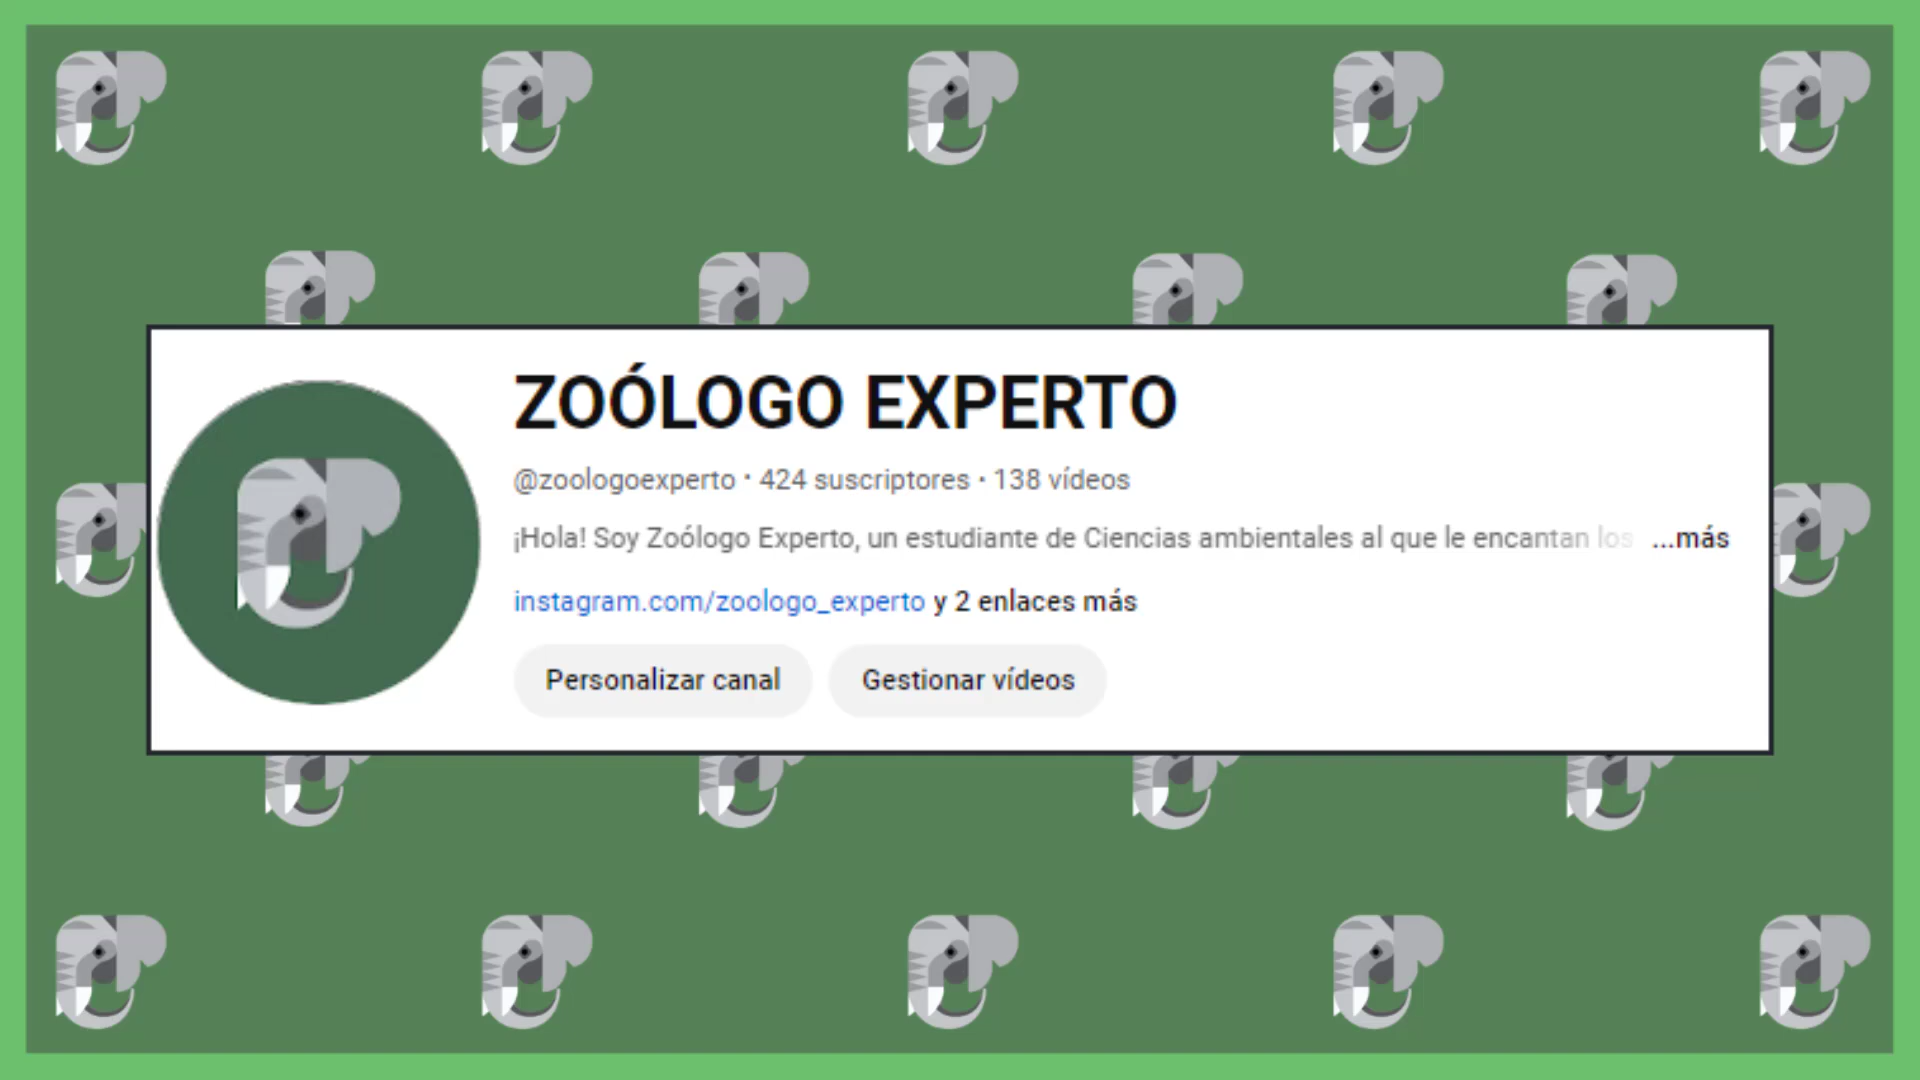 ZOÓLOGO EXPERTO
@zoologoexperto · 424 suscriptores · 138 vídeos
¡Hola! Soy Zoólogo Experto, un estudiante de Ciencias ambientales al que le encantan los ...más
instagram.com/zoologo_experto y 2 enlaces más
Personalizar canal Gestionar vídeos